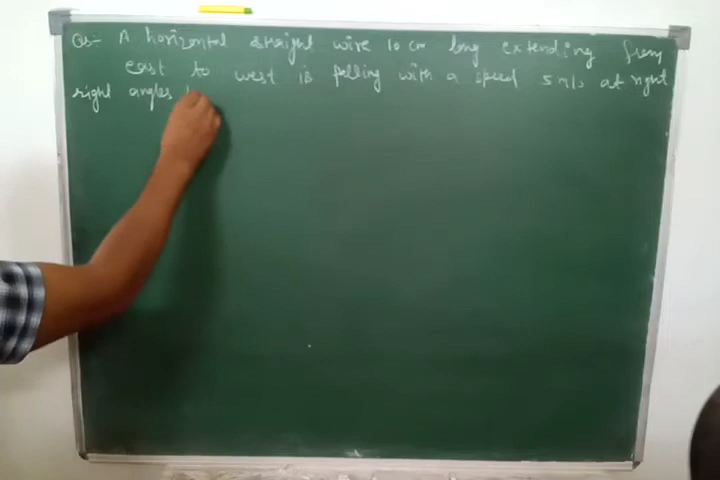 Q5:- A horizontal straight wire 10 cm long extending from
east to west is falling with a speed 5 m/s at right
right angles